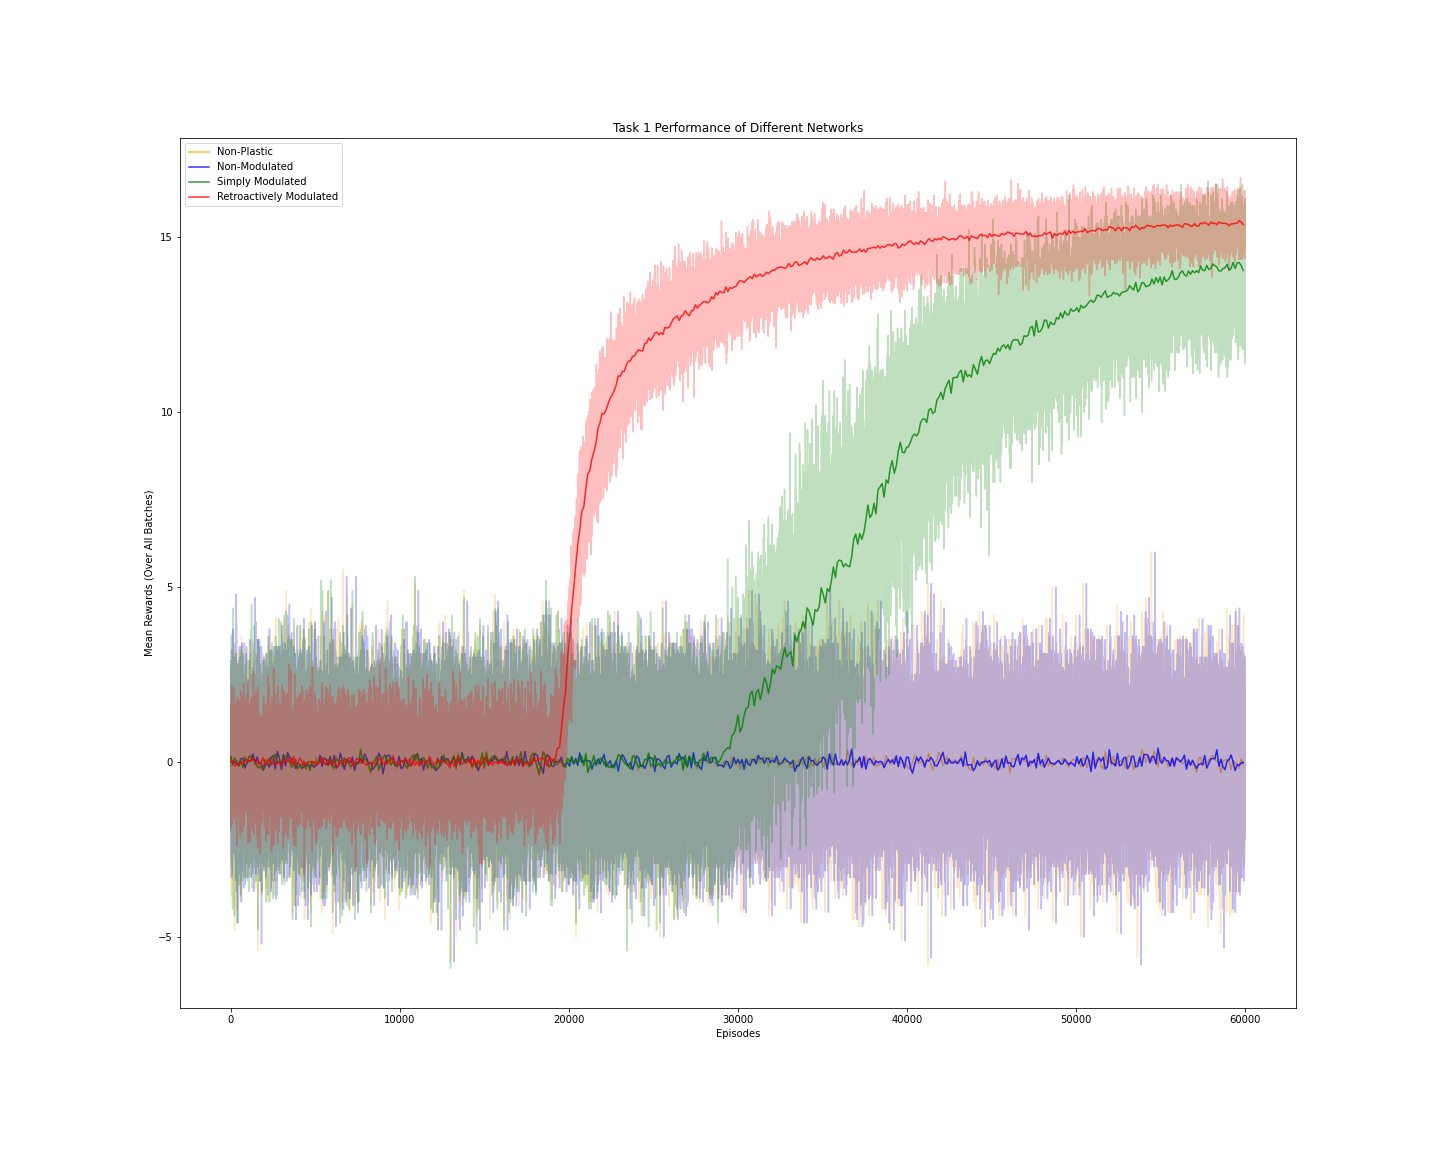 Task 1 Performance of Different Networks
Non-Plastic
Non-Modulated
Simply Modulated
Retroactively Modulated
Mean Rewards (Over All Batches)
15
10
5
0
−5
0 10000 20000 30000 40000 50000 60000
Episodes